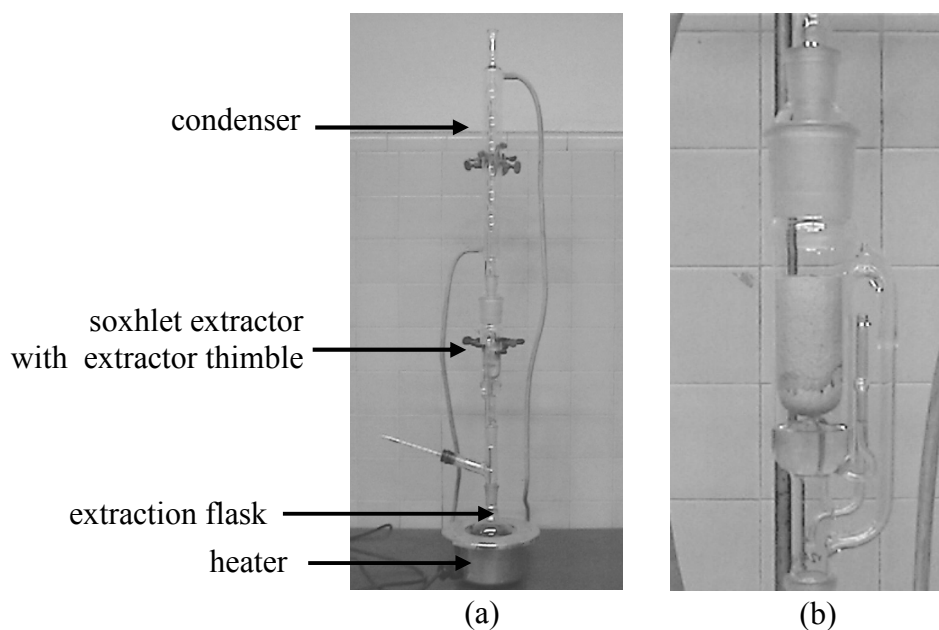 condenser
soxhlet extractor
with extractor thimble
extraction flask
heater
(a)
(b)